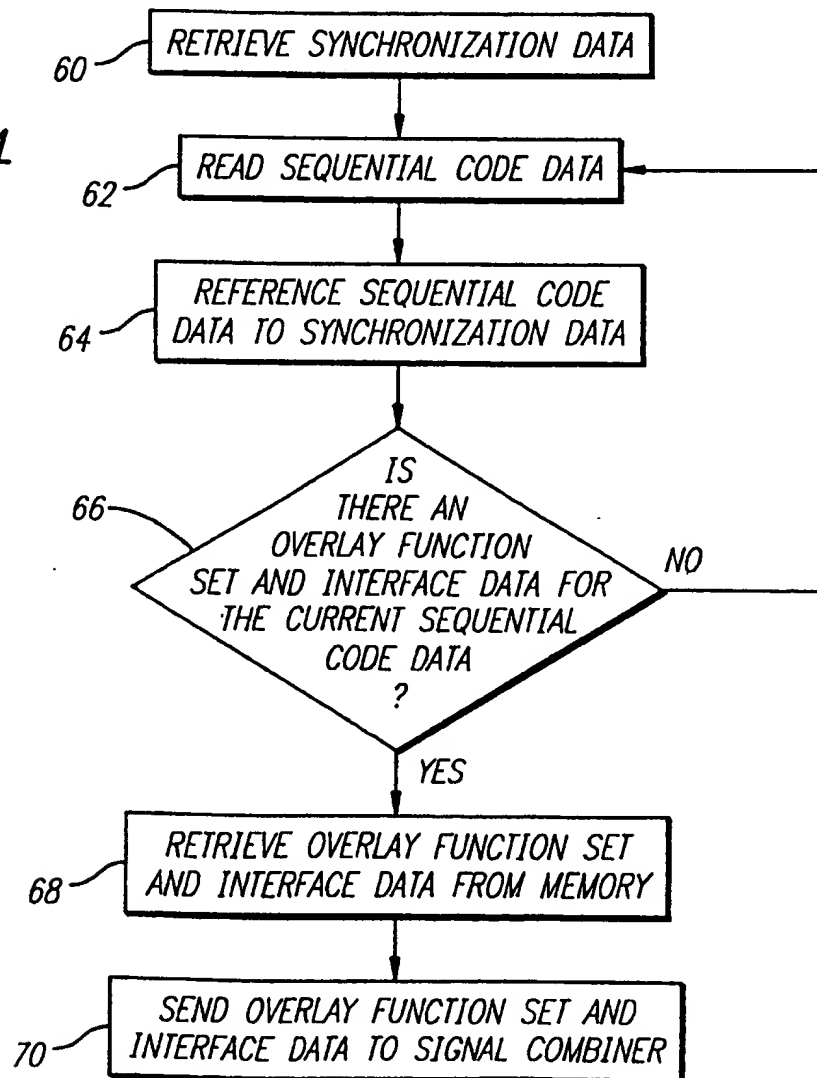 RETRIEVE SYNCHRONIZATION DATA
60
READ SEQUENTIAL CODE DATA
62
REFERENCE SEQUENTIAL CODE
DATA TO SYNCHRONIZATION DATA
64
IS
THERE AN
OVERLAY FUNCTION
SET AND INTERFACE DATA FOR
THE CURRENT SEQUENTIAL
CODE DATA
?
66
NO
YES
RETRIEVE OVERLAY FUNCTION SET
AND INTERFACE DATA FROM MEMORY
68
SEND OVERLAY FUNCTION SET AND
INTERFACE DATA TO SIGNAL COMBINER
70